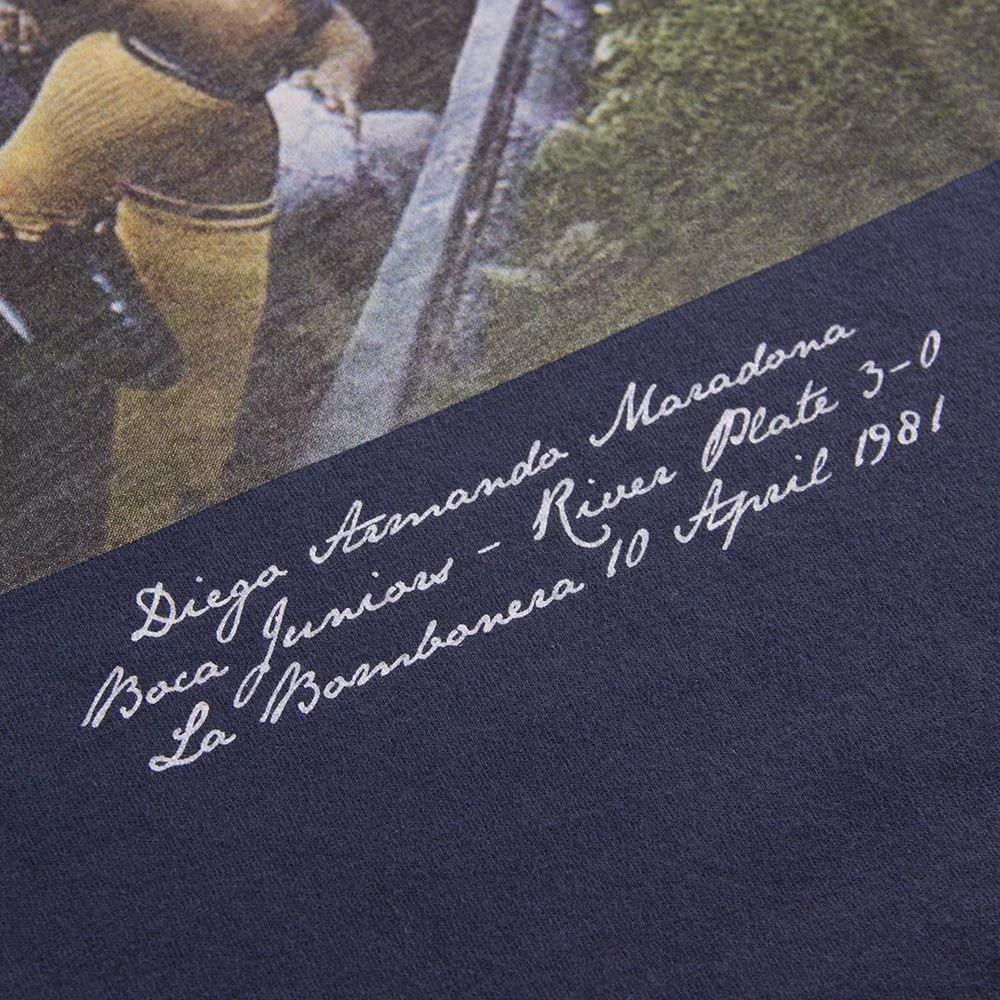 Diego Armando Maradona
Boca Juniors - River Plate 3-0
La Bombonera 10 April 1981